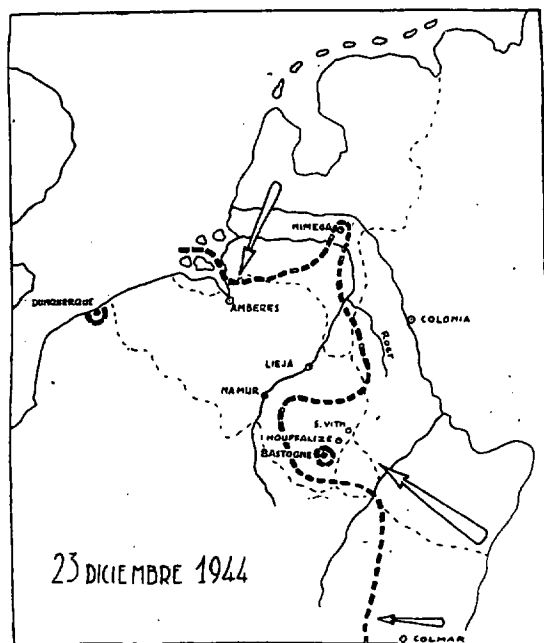 NIMEGA
DUNQUERQUE
AMBERES
COLONIA
ROER
LIEJA
NAMUR
S. VITH
HOUFFALIZE
BASTOGNE
23 DICIEMBRE 1944
COLMAR